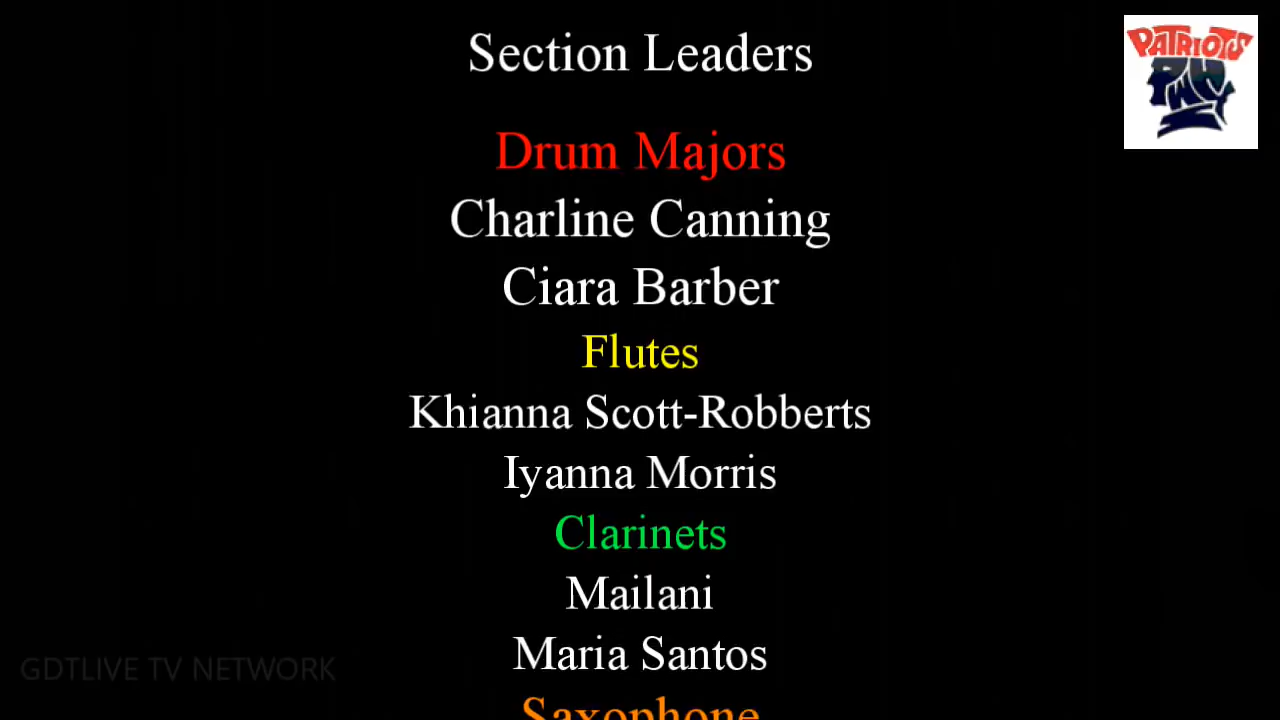 Section Leaders
PATRIOTS
PWH
Drum Majors
Charline Canning
Ciara Barber
Flutes
Khianna Scott-Robberts
Iyanna Morris
Clarinets
Mailani
Maria Santos
GDTLIVE TV NETWORK
Saxophone